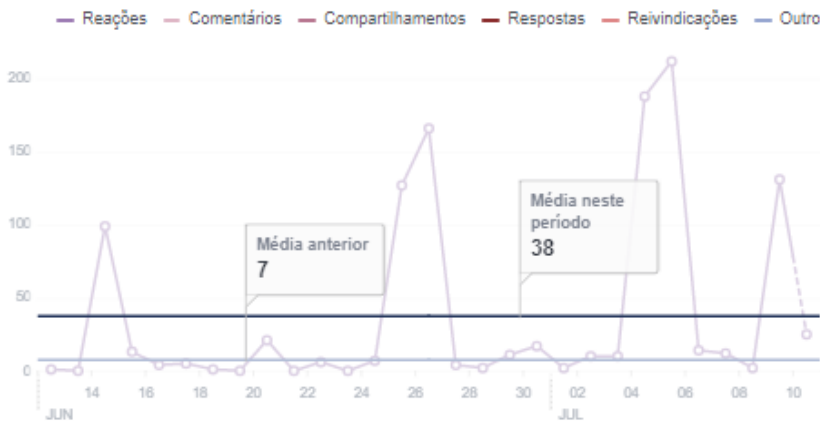 Reações Comentários Compartilhamentos Respostas Reivindicações Outro
200
150
Média neste
período
38
100
Média anterior
7
50
0
14 16 18 20 22 24 26 28 30 02 04 06 08 10
JUN JUL